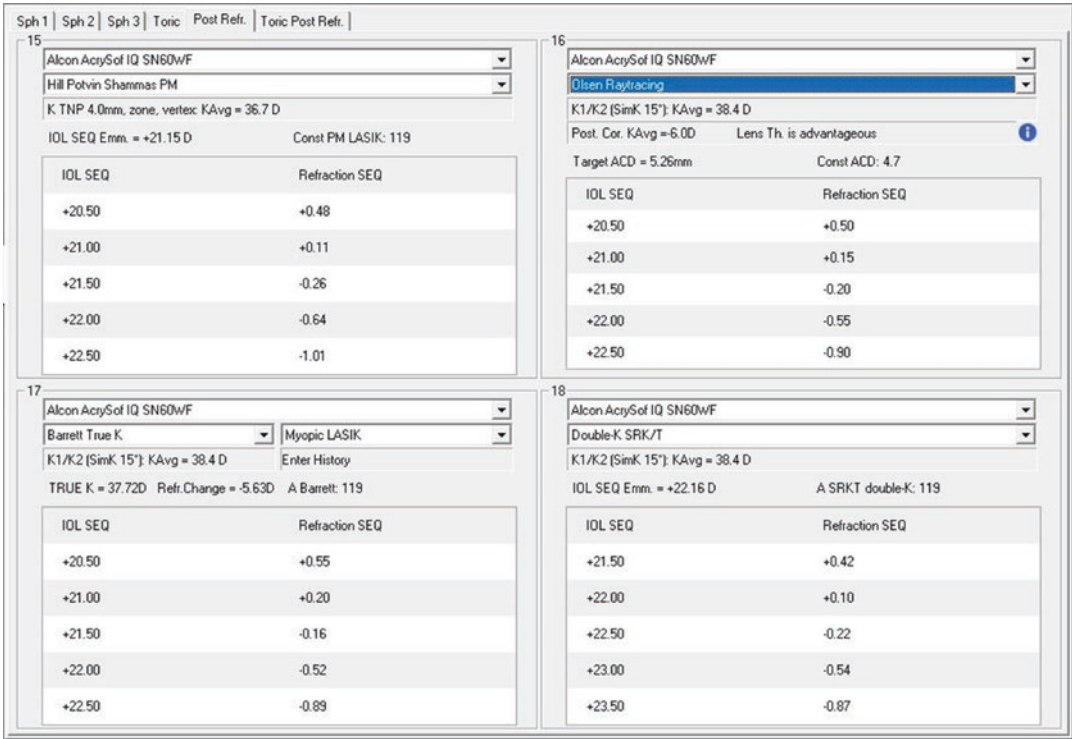 Sph 1 Sph 2 Sph 3 Toric Post Refr. Toric Post Refr.
15
Alcon AcrySof IQ SN60WF
Hill Potvin Shammas PM
K TNP 4.0mm, zone, vertex: KAvg = 36.7 D
IOL SEQ Emm. = +21.15 D Const PM LASIK: 119
IOL SEQ Refraction SEQ
+20.50 +0.48
+21.00 +0.11
+21.50 -0.26
+22.00 -0.64
+22.50 -1.01
16
Alcon AcrySof IQ SN60WF
Olsen Raytracing
K1/K2 (SimK 15°): KAvg = 38.4 D
Post. Cor. KAvg =-6.0D Lens Th. is advantageous i
Target ACD = 5.26mm Const ACD: 4.7
IOL SEQ Refraction SEQ
+20.50 +0.50
+21.00 +0.15
+21.50 -0.20
+22.00 -0.55
+22.50 -0.90
17
Alcon AcrySof IQ SN60WF
Barrett True K Myopic LASIK
K1/K2 (SimK 15°): KAvg = 38.4 D Enter History
TRUE K = 37.72D Refr.Change = -5.63D A Barrett: 119
IOL SEQ Refraction SEQ
+20.50 +0.55
+21.00 +0.20
+21.50 -0.16
+22.00 -0.52
+22.50 -0.89
18
Alcon AcrySof IQ SN60WF
Double-K SRK/T
K1/K2 (SimK 15°): KAvg = 38.4 D
IOL SEQ Emm. = +22.16 D A SRKT double-K: 119
IOL SEQ Refraction SEQ
+21.50 +0.42
+22.00 +0.10
+22.50 -0.22
+23.00 -0.54
+23.50 -0.87